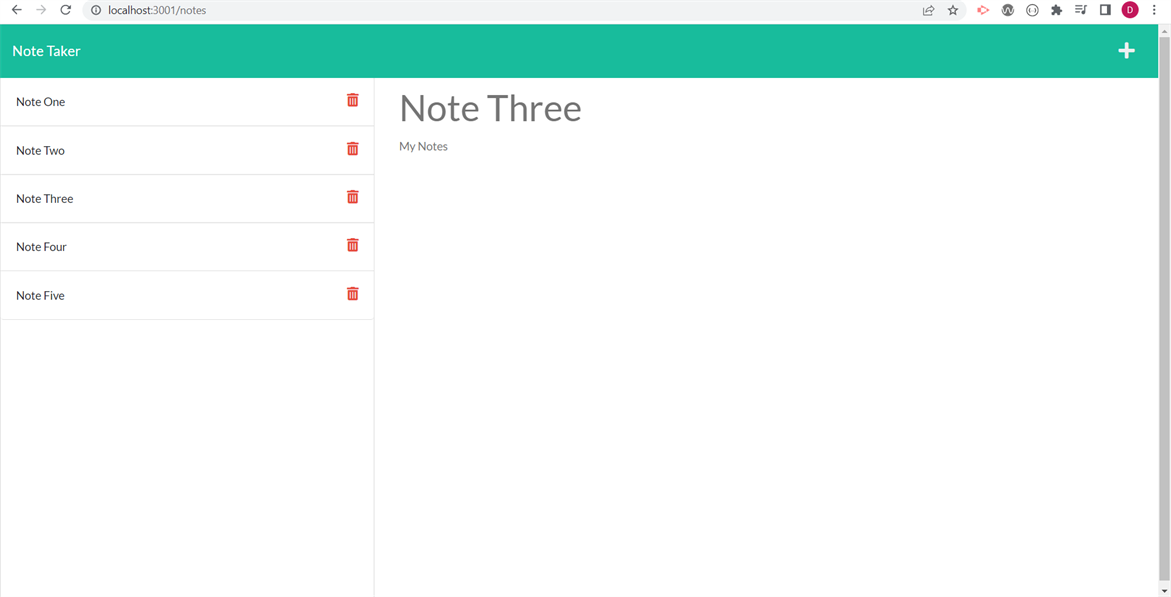 localhost:3001/notes
D
Note Taker
Note One
Note Two
Note Three
Note Four
Note Five
Note Three
My Notes